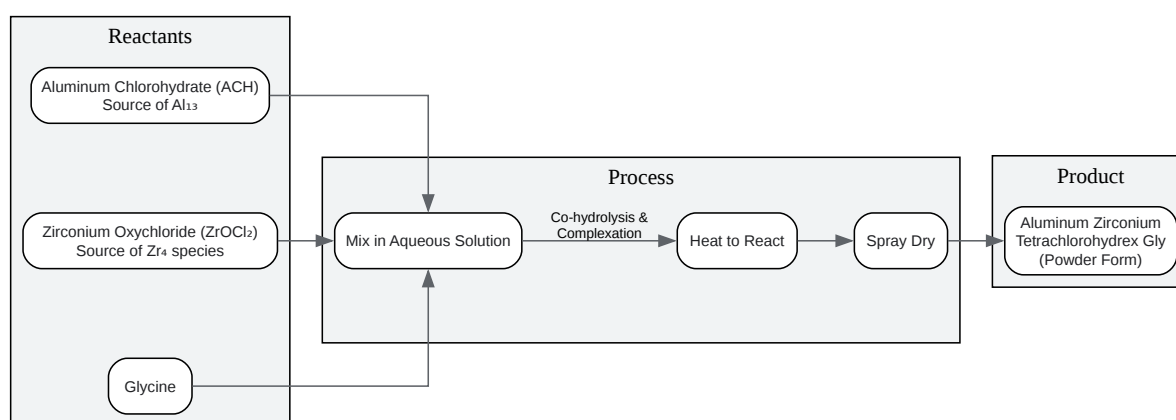 Reactants
Aluminum Chlorohydrate (ACH)
Source of Al₁₃
Zirconium Oxychloride (ZrOCl₂)
Source of Zr₄ species
Glycine
Process
Mix in Aqueous Solution
Co-hydrolysis &
Complexation
Heat to React
Spray Dry
Product
Aluminum Zirconium
Tetrachlorohydrex Gly
(Powder Form)